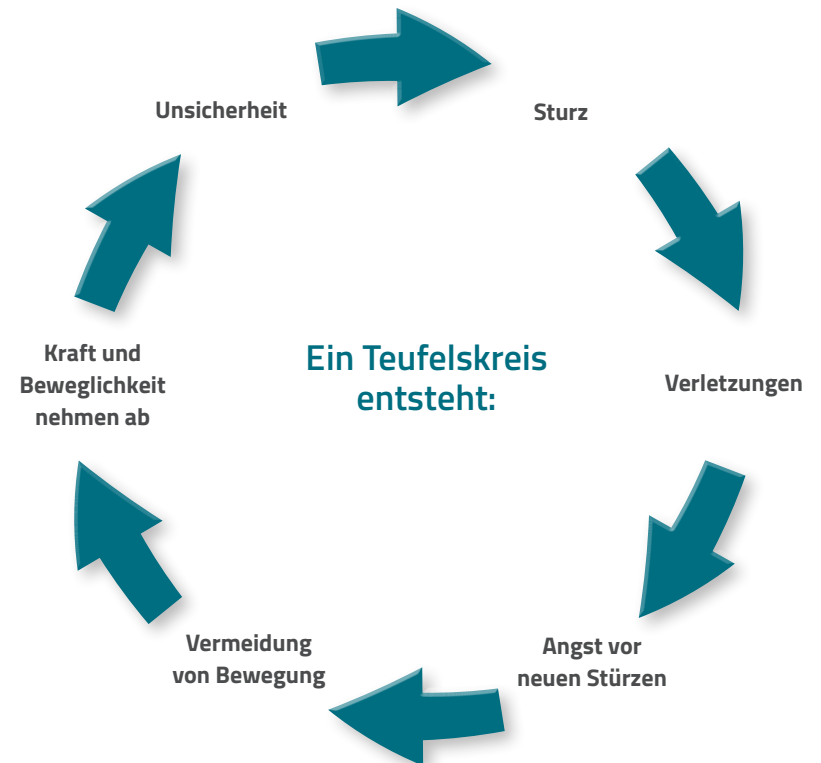 Ein Teufelskreis
entsteht:
Sturz
Verletzungen
Angst vor
neuen Stürzen
Vermeidung
von Bewegung
Kraft und
Beweglichkeit
nehmen ab
Unsicherheit